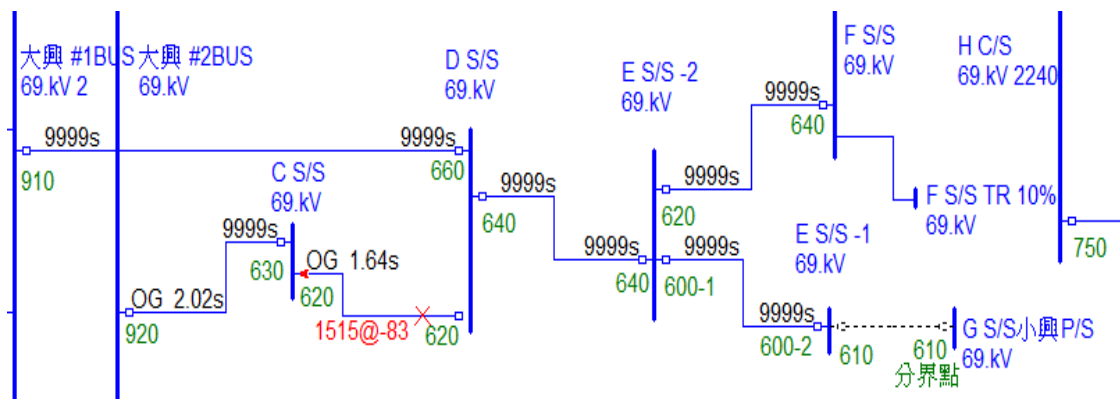 大興 #1BUS
69.kV 2
大興 #2BUS
69.kV
D S/S
69.kV
E S/S -2
69.kV
F S/S
69.kV
H C/S
69.kV 2240
9999s
910
9999s
660
C S/S
69.kV
9999s
630
OG 1.64s
620
OG 2.02s
920
1515@-83
620
9999s
640
9999s
640
9999s
620
9999s
600-1
9999s
640
F S/S TR 10%
69.kV
E S/S -1
69.kV
9999s
600-2
610
610
分界點
G S/S小興P/S
69.kV
750